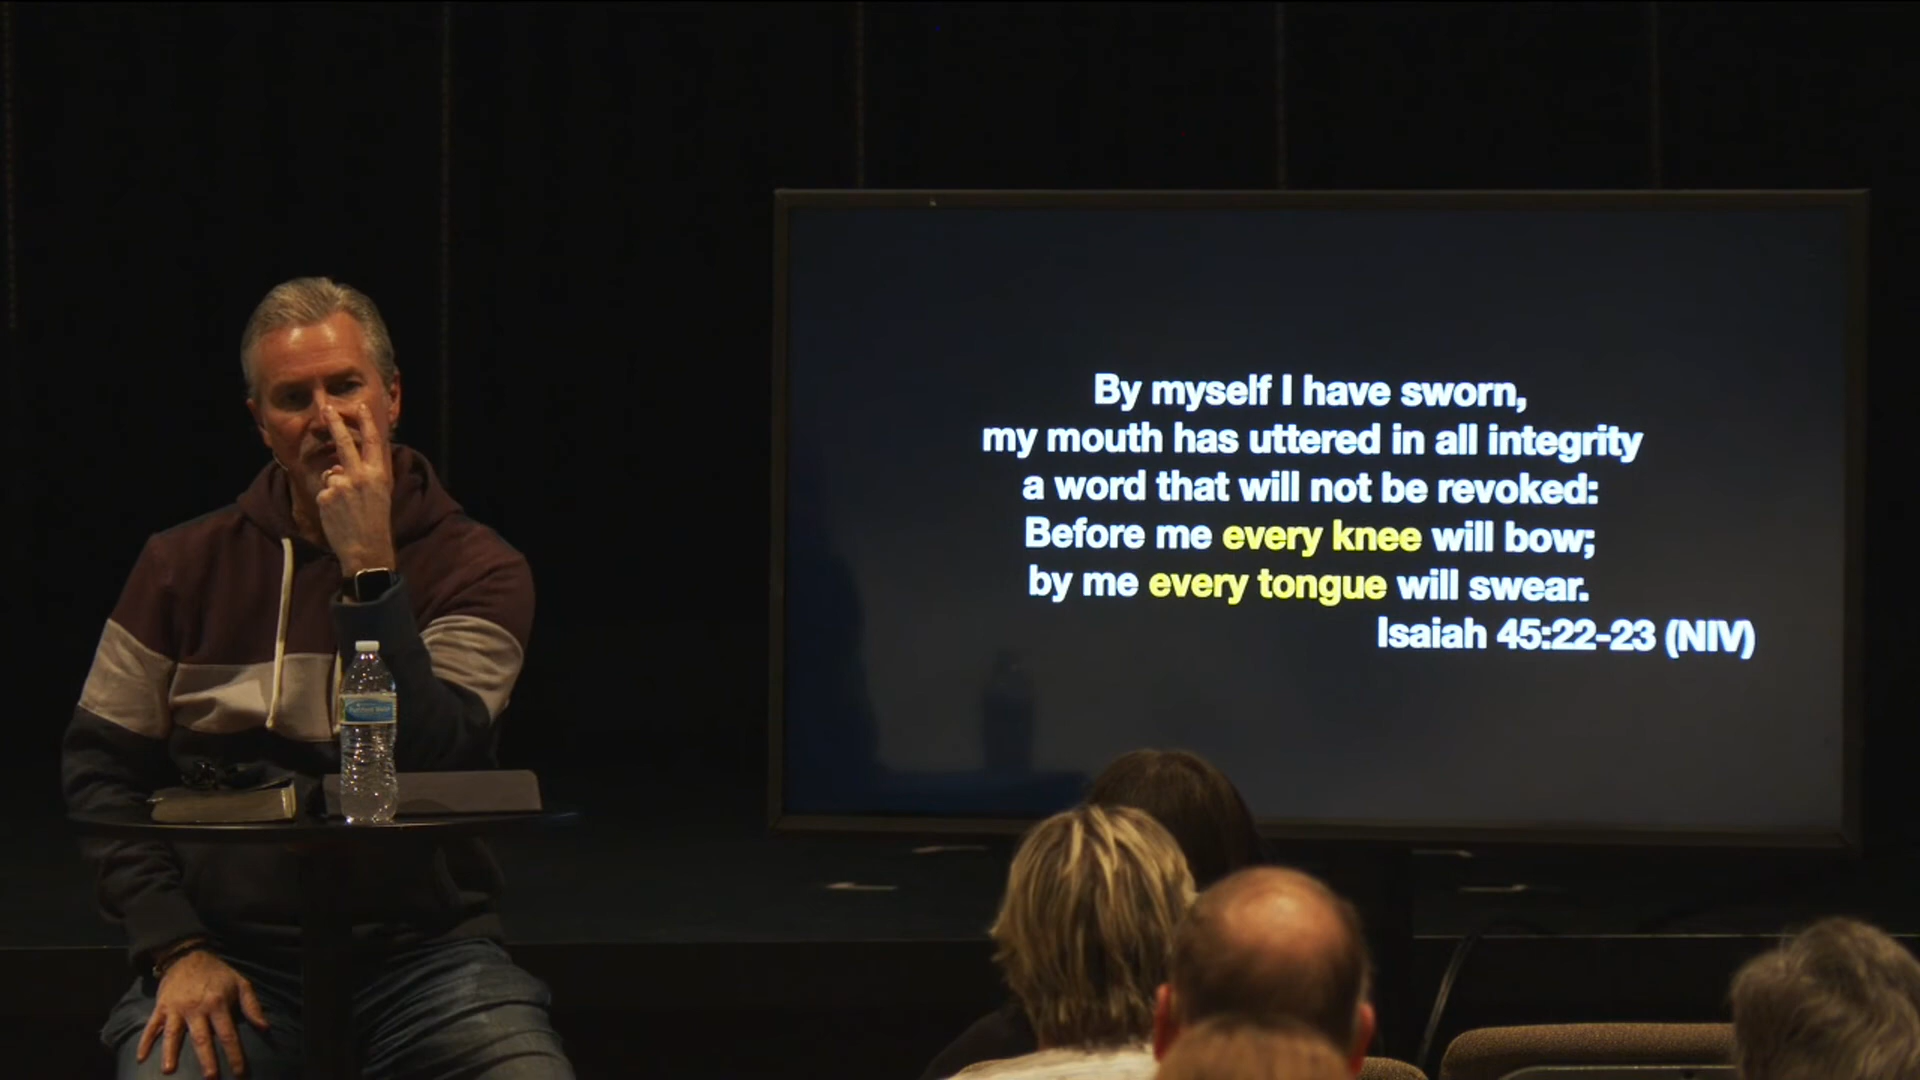 By myself I have sworn,
my mouth has uttered in all integrity
a word that will not be revoked:
Before me every knee will bow;
by me every tongue will swear.
Isaiah 45:22-23 (NIV)